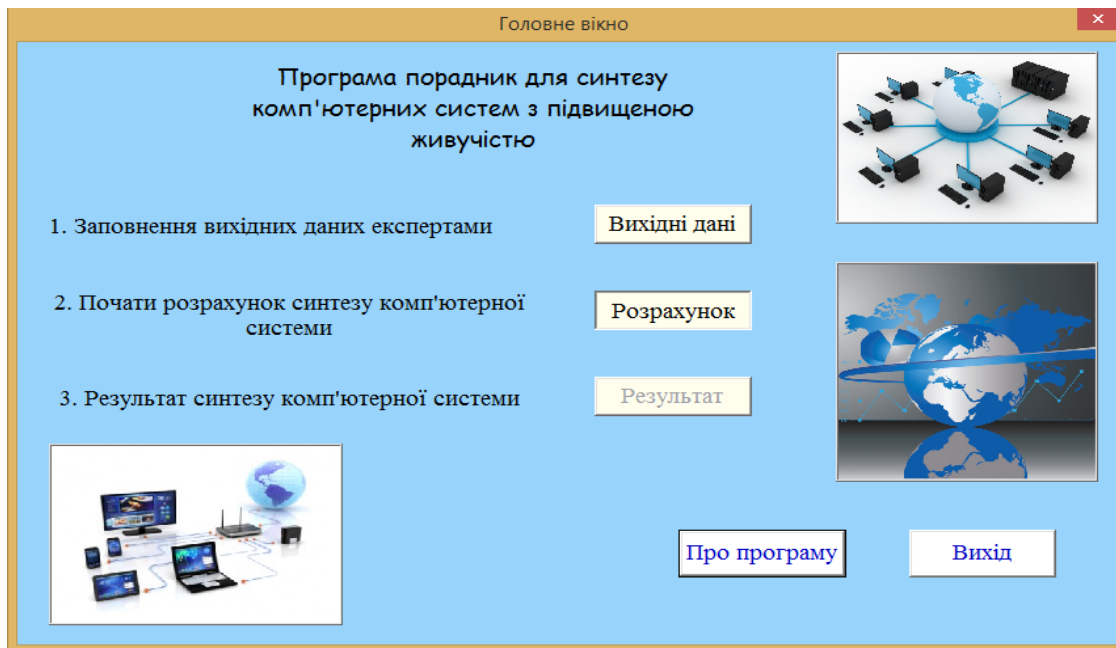 Головне вікно
Програма порадник для синтезу
комп'ютерних систем з підвищеною
живучістю
1. Заповнення вихідних даних експертами
Вихідні дані
2. Почати розрахунок синтезу комп'ютерної
системи
Розрахунок
3. Результат синтезу комп'ютерної системи
Результат
Про програму
Вихід